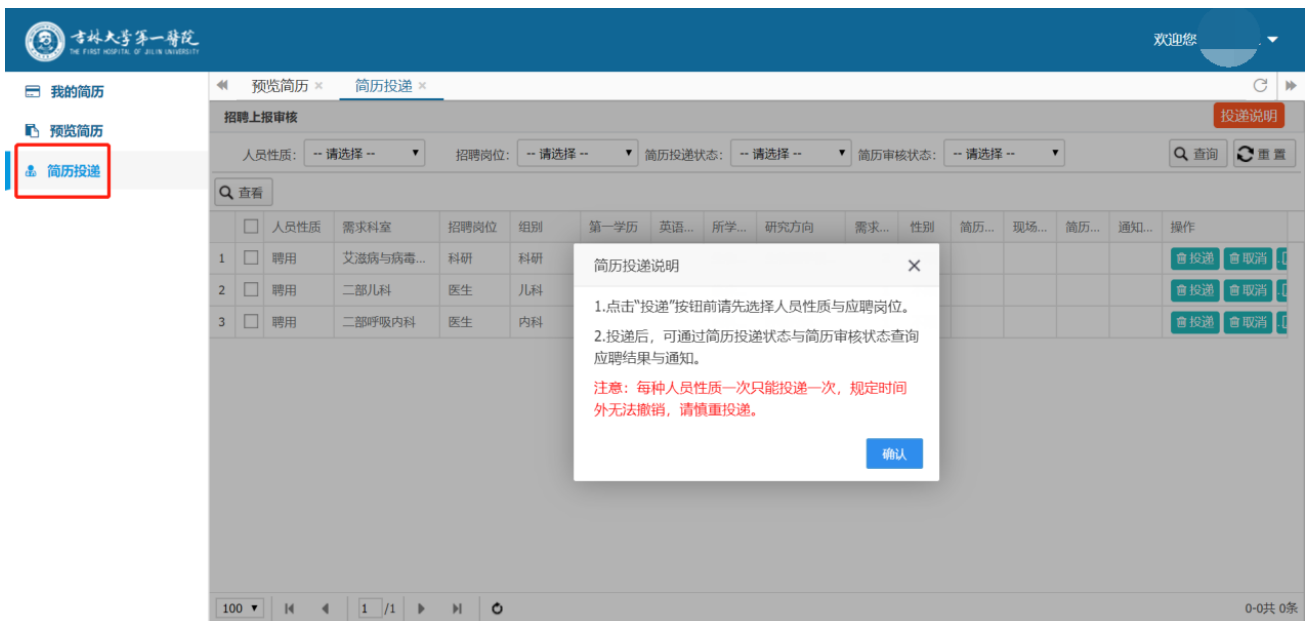 吉林大学第一醫院
THE FIRST HOSPITAL OF JILIN UNIVERSITY
欢迎您
我的简历
预览简历
简历投递
预览简历 × 简历投递 ×
招聘上报审核 投递说明
人员性质: -- 请选择 -- 招聘岗位: -- 请选择 -- 简历投递状态: -- 请选择 -- 简历审核状态: -- 请选择 -- 查询 重置
查看
人员性质 需求科室 招聘岗位 组别 第一学历 英语... 所学... 研究方向 需求... 性别 简历... 现场... 简历... 通知... 操作
1 聘用 艾滋病与病毒... 科研 科研 投递 取消
2 聘用 二部儿科 医生 儿科 投递 取消
3 聘用 二部呼吸内科 医生 内科 投递 取消
简历投递说明 ×
1.点击“投递”按钮前请先选择人员性质与应聘岗位。
2.投递后，可通过简历投递状态与简历审核状态查询
应聘结果与通知。
注意：每种人员性质一次只能投递一次，规定时间
外无法撤销，请慎重投递。
确认
100 1 /1 0-0共 0条